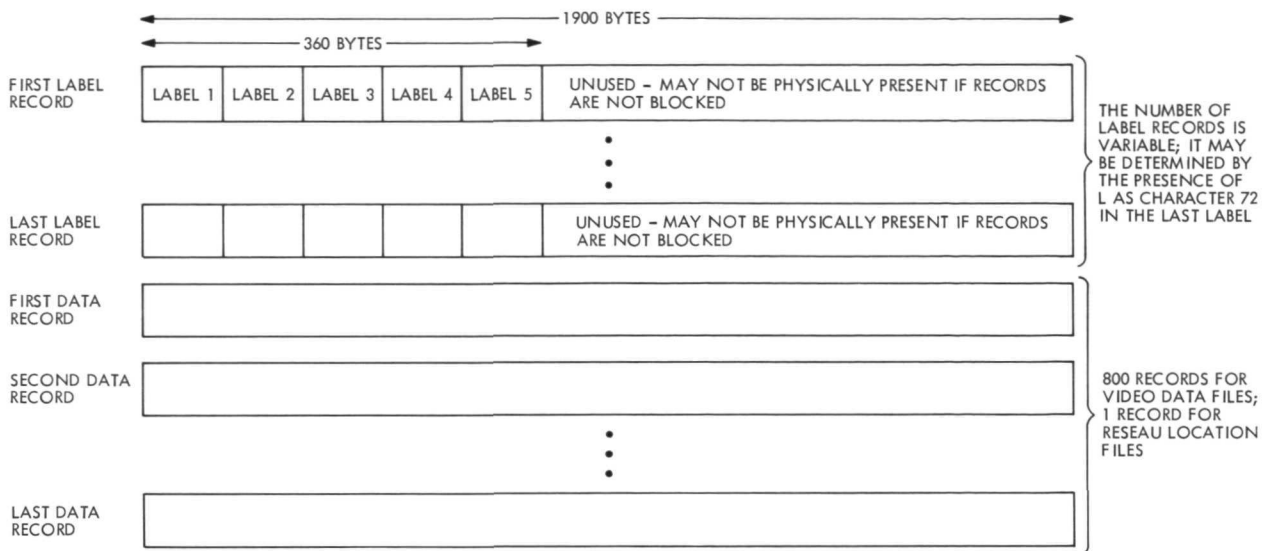 1900 BYTES
360 BYTES
FIRST LABEL
RECORD
LABEL 1 LABEL 2 LABEL 3 LABEL 4 LABEL 5
UNUSED – MAY NOT BE PHYSICALLY PRESENT IF RECORDS
ARE NOT BLOCKED
THE NUMBER OF
LABEL RECORDS IS
VARIABLE; IT MAY
BE DETERMINED BY
THE PRESENCE OF
L AS CHARACTER 72
IN THE LAST LABEL
LAST LABEL
RECORD
UNUSED – MAY NOT BE PHYSICALLY PRESENT IF RECORDS
ARE NOT BLOCKED
FIRST DATA
RECORD
SECOND DATA
RECORD
800 RECORDS FOR
VIDEO DATA FILES;
1 RECORD FOR
RESEAU LOCATION
FILES
LAST DATA
RECORD